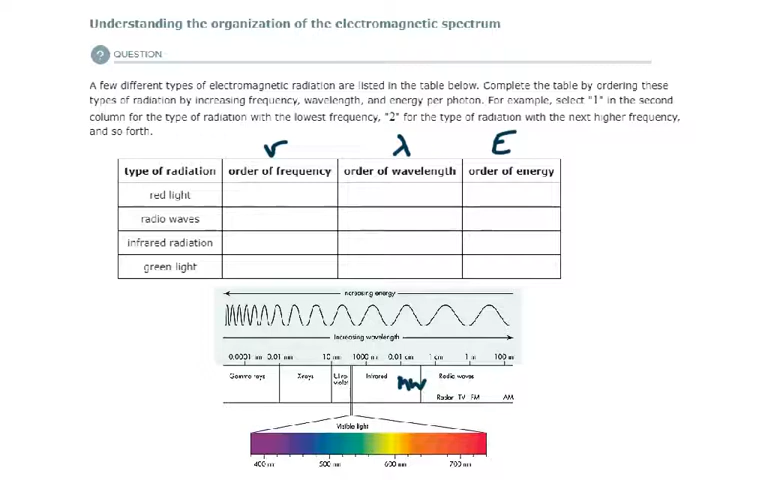 Understanding the organization of the electromagnetic spectrum
? QUESTION
A few different types of electromagnetic radiation are listed in the table below. Complete the table by ordering these
types of radiation by increasing frequency, wavelength, and energy per photon. For example, select "1" in the second
column for the type of radiation with the lowest frequency, "2" for the type of radiation with the next higher frequency,
and so forth.
ν λ E
type of radiation order of frequency order of wavelength order of energy
red light
radio waves
infrared radiation
green light
Increasing energy
Increasing wavelength
0.0001 nm 0.01 nm 10 nm 1000 nm 0.01 cm 1 cm 1 m 100 m
Gamma rays X-rays Ultra- Infrared MW Radio waves
violet
Radar TV FM AM
Visible light
400 nm 500 nm 600 nm 700 nm